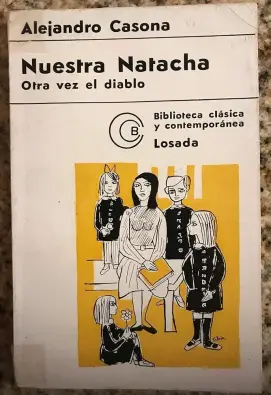 Alejandro Casona
Nuestra Natacha
Otra vez el diablo
CB
Biblioteca clásica
y contemporánea
Losada